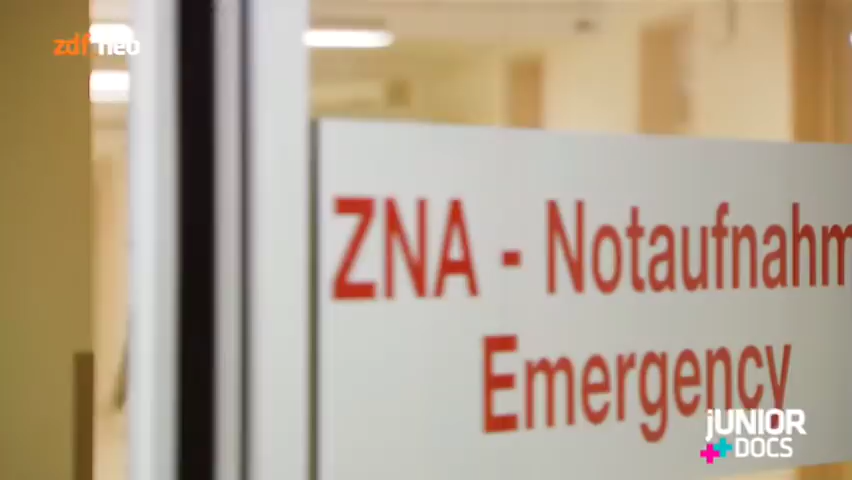 zdf neo
ZNA - Notaufnahm
Emergency
jUNIOR
DOCS